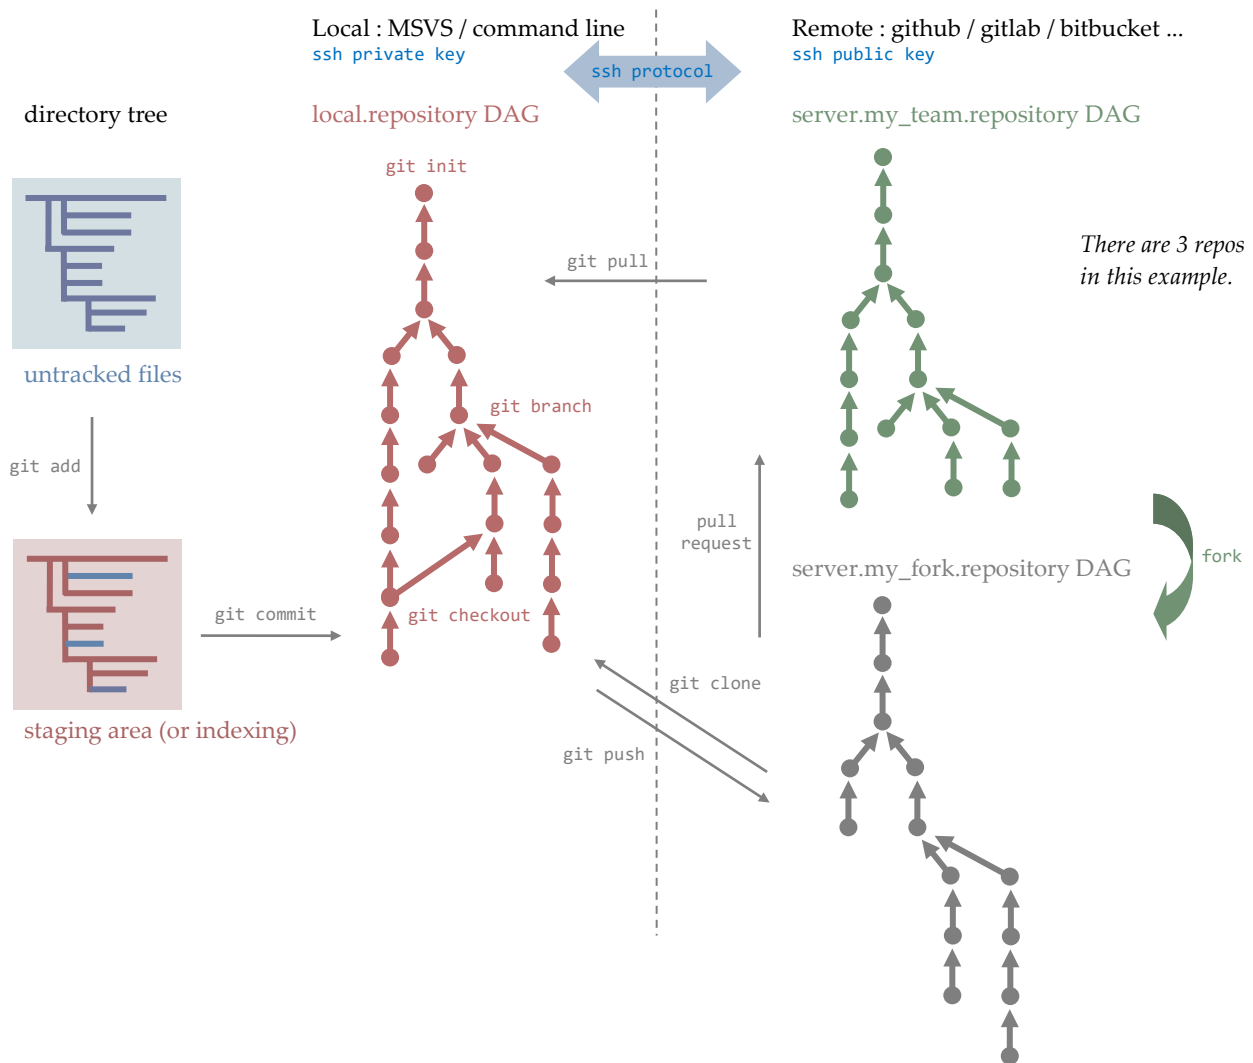 Local : MSVS / command line
ssh private key
Remote : github / gitlab / bitbucket ...
ssh public key
ssh protocol
directory tree
local.repository DAG
server.my_team.repository DAG
git init
There are 3 repos
in this example.
git pull
untracked files
git branch
git add
pull
request
fork
server.my_fork.repository DAG
git commit
git checkout
git clone
staging area (or indexing)
git push